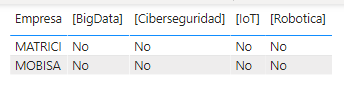 Empresa [BigData] [Ciberseguridad] [IoT] [Robotica]
MATRICI No No No No
MOBISA No No No No